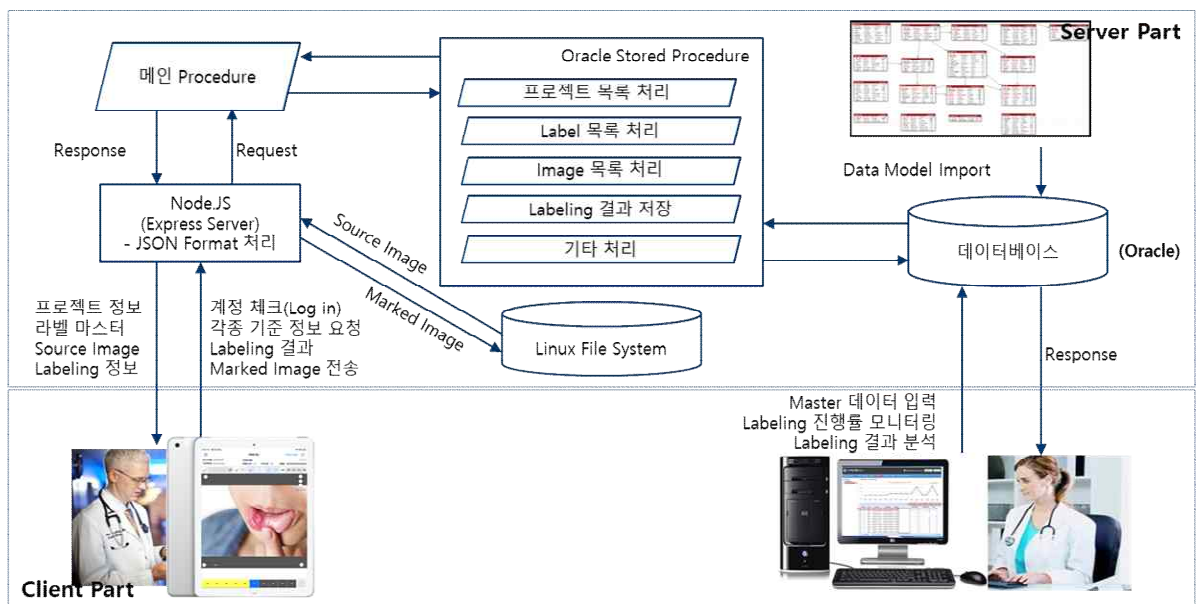 Server Part
Oracle Stored Procedure
메인 Procedure
프로젝트 목록 처리
Label 목록 처리
Image 목록 처리
Labeling 결과 저장
기타 처리
Response
Request
Data Model Import
Node.JS
(Express Server)
- JSON Format 처리
Source Image
Marked Image
데이터베이스
(Oracle)
프로젝트 정보
라벨 마스터
Source Image
Labeling 정보
계정 체크(Log in)
각종 기준 정보 요청
Labeling 결과
Marked Image 전송
Linux File System
Response
Master 데이터 입력
Labeling 진행률 모니터링
Labeling 결과 분석
Client Part